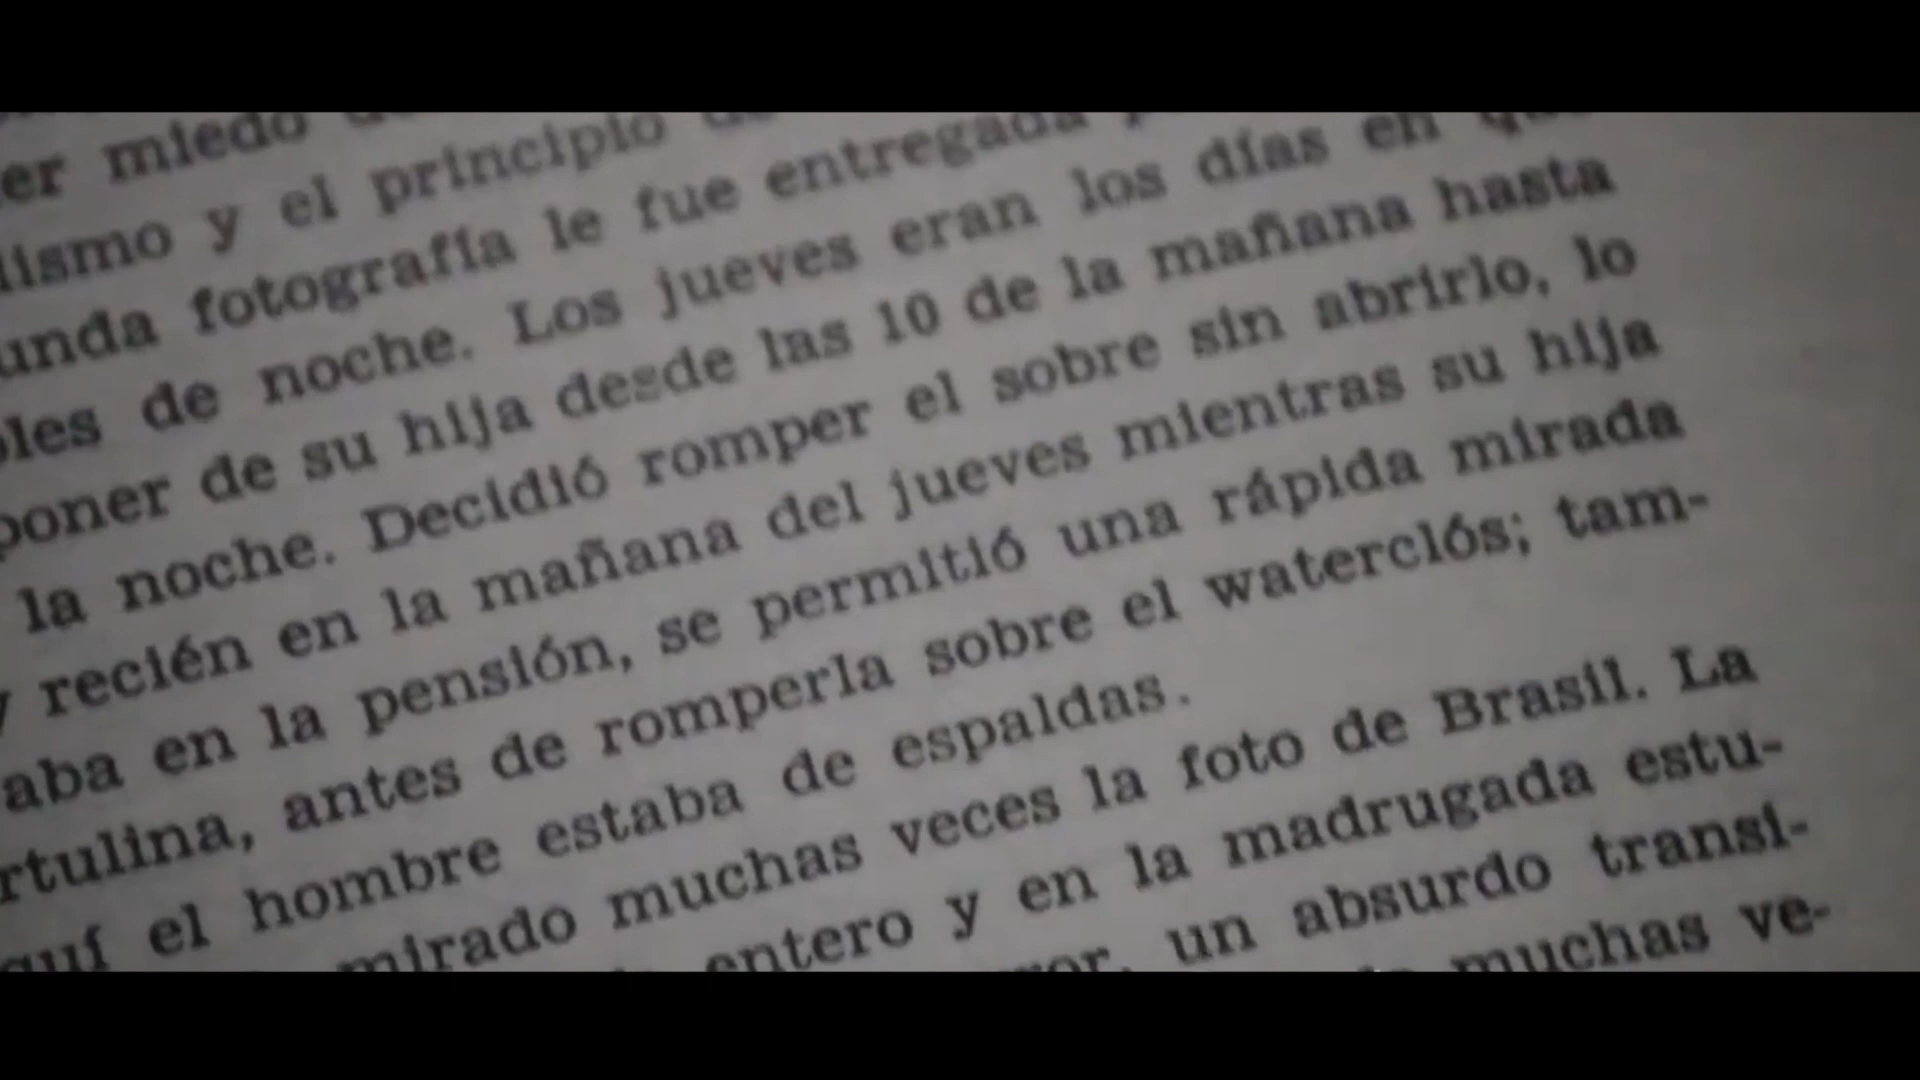 er miedo
lismo y el principio
unda fotografía le fue entregada
oles de noche. Los jueves eran los días en
poner de su hija desde las 10 de la mañana hasta
la noche. Decidió romper el sobre sin abrirlo, lo
y recién en la mañana del jueves mientras su hija
aba en la pensión, se permitió una rápida mirada
rtulina, antes de romperla sobre el waterclós; tam-
quí el hombre estaba de espaldas.
mirado muchas veces la foto de Brasil. La
entero y en la madrugada estu-
un absurdo transi-
muchas ve-